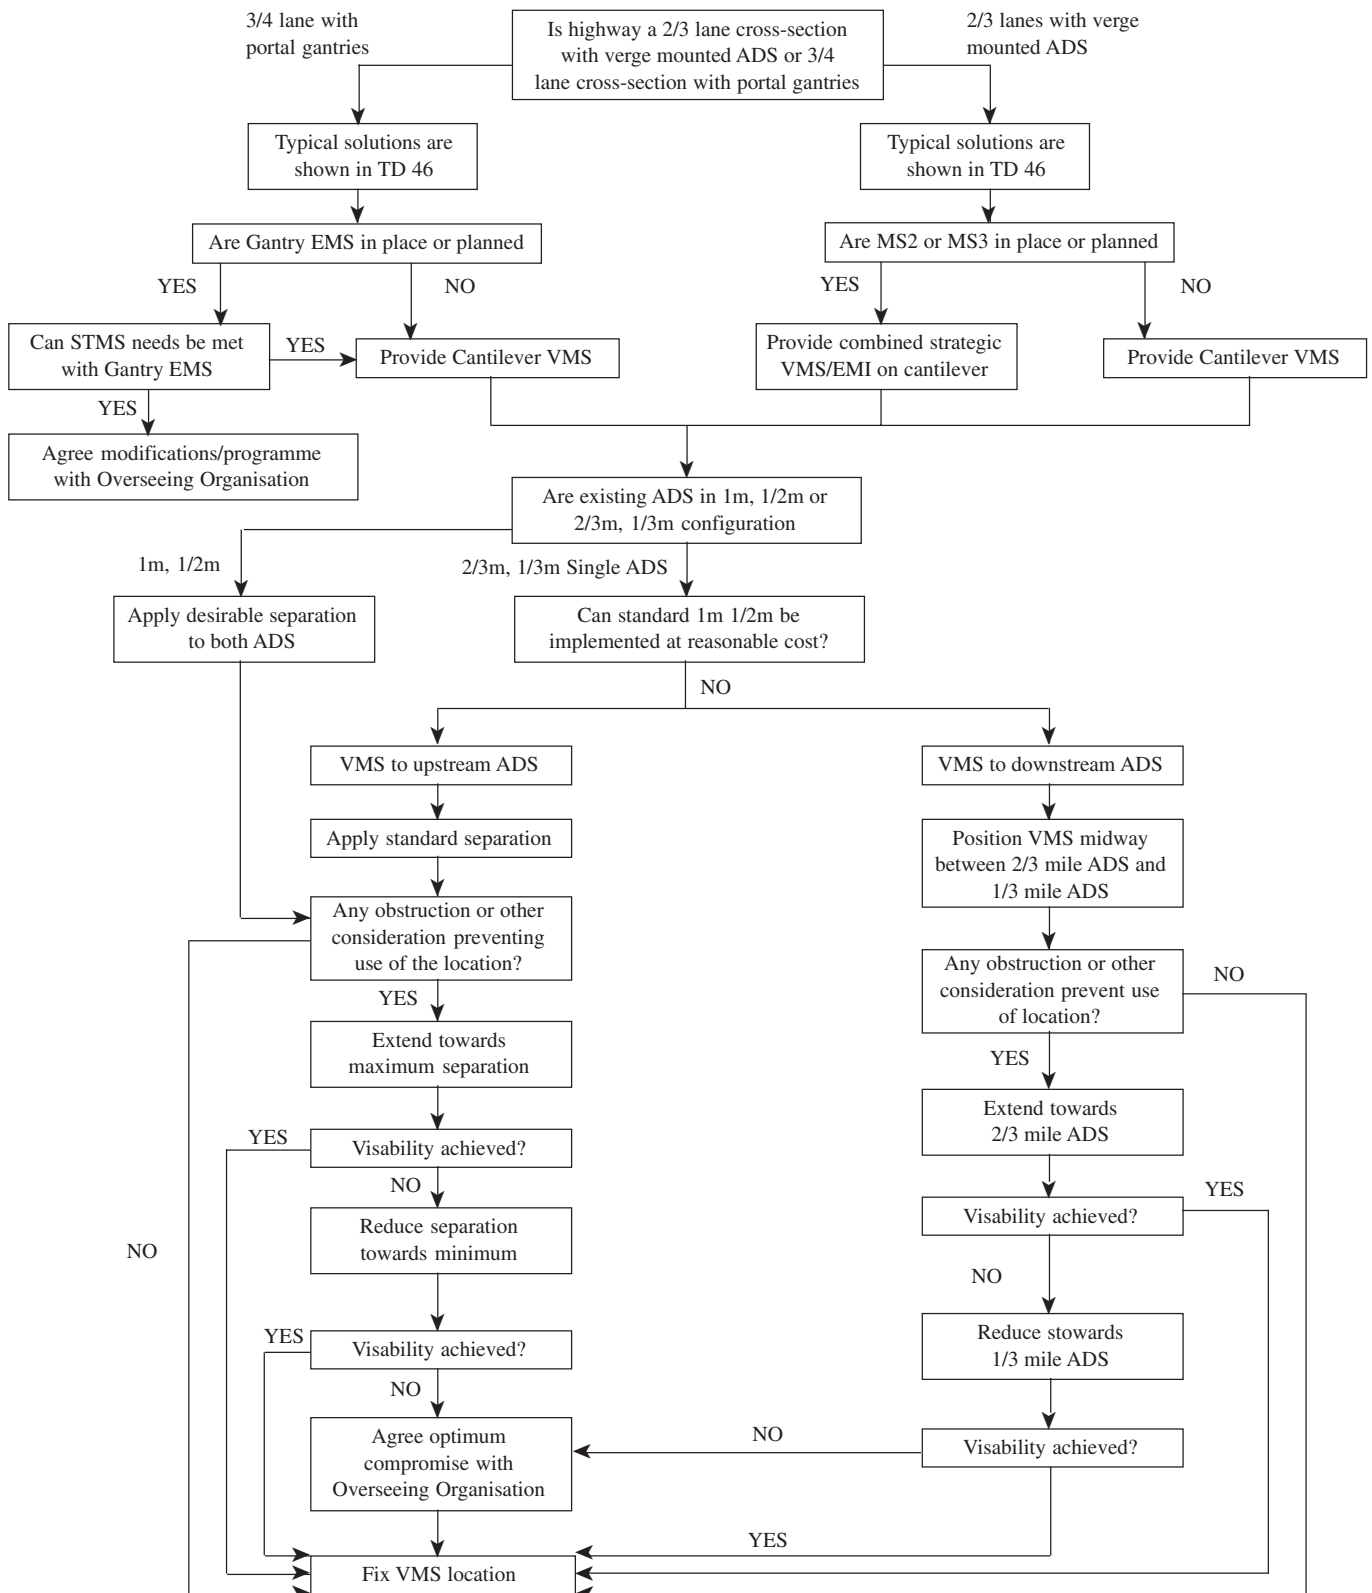 3/4 lane with
portal gantries
Is highway a 2/3 lane cross-section
with verge mounted ADS or 3/4
lane cross-section with portal gantries
2/3 lanes with verge
mounted ADS
Typical solutions are
shown in TD 46
Typical solutions are
shown in TD 46
Are Gantry EMS in place or planned
Are MS2 or MS3 in place or planned
YES
NO
YES
NO
Can STMS needs be met
with Gantry EMS
YES
Provide Cantilever VMS
Provide combined strategic
VMS/EMI on cantilever
Provide Cantilever VMS
YES
Agree modifications/programme
with Overseeing Organisation
Are existing ADS in 1m, 1/2m or
2/3m, 1/3m configuration
1m, 1/2m
2/3m, 1/3m Single ADS
Apply desirable separation
to both ADS
Can standard 1m 1/2m be
implemented at reasonable cost?
NO
VMS to upstream ADS
VMS to downstream ADS
Apply standard separation
Position VMS midway
between 2/3 mile ADS and
1/3 mile ADS
Any obstruction or other
consideration preventing
use of the location?
Any obstruction or other
consideration prevent use
of location?
NO
YES
Extend towards
maximum separation
YES
Extend towards
2/3 mile ADS
YES
Visability achieved?
NO
YES
Visability achieved?
Reduce separation
towards minimum
NO
NO
YES
Visability achieved?
Reduce stowards
1/3 mile ADS
NO
Agree optimum
compromise with
Overseeing Organisation
NO
Visability achieved?
YES
Fix VMS location